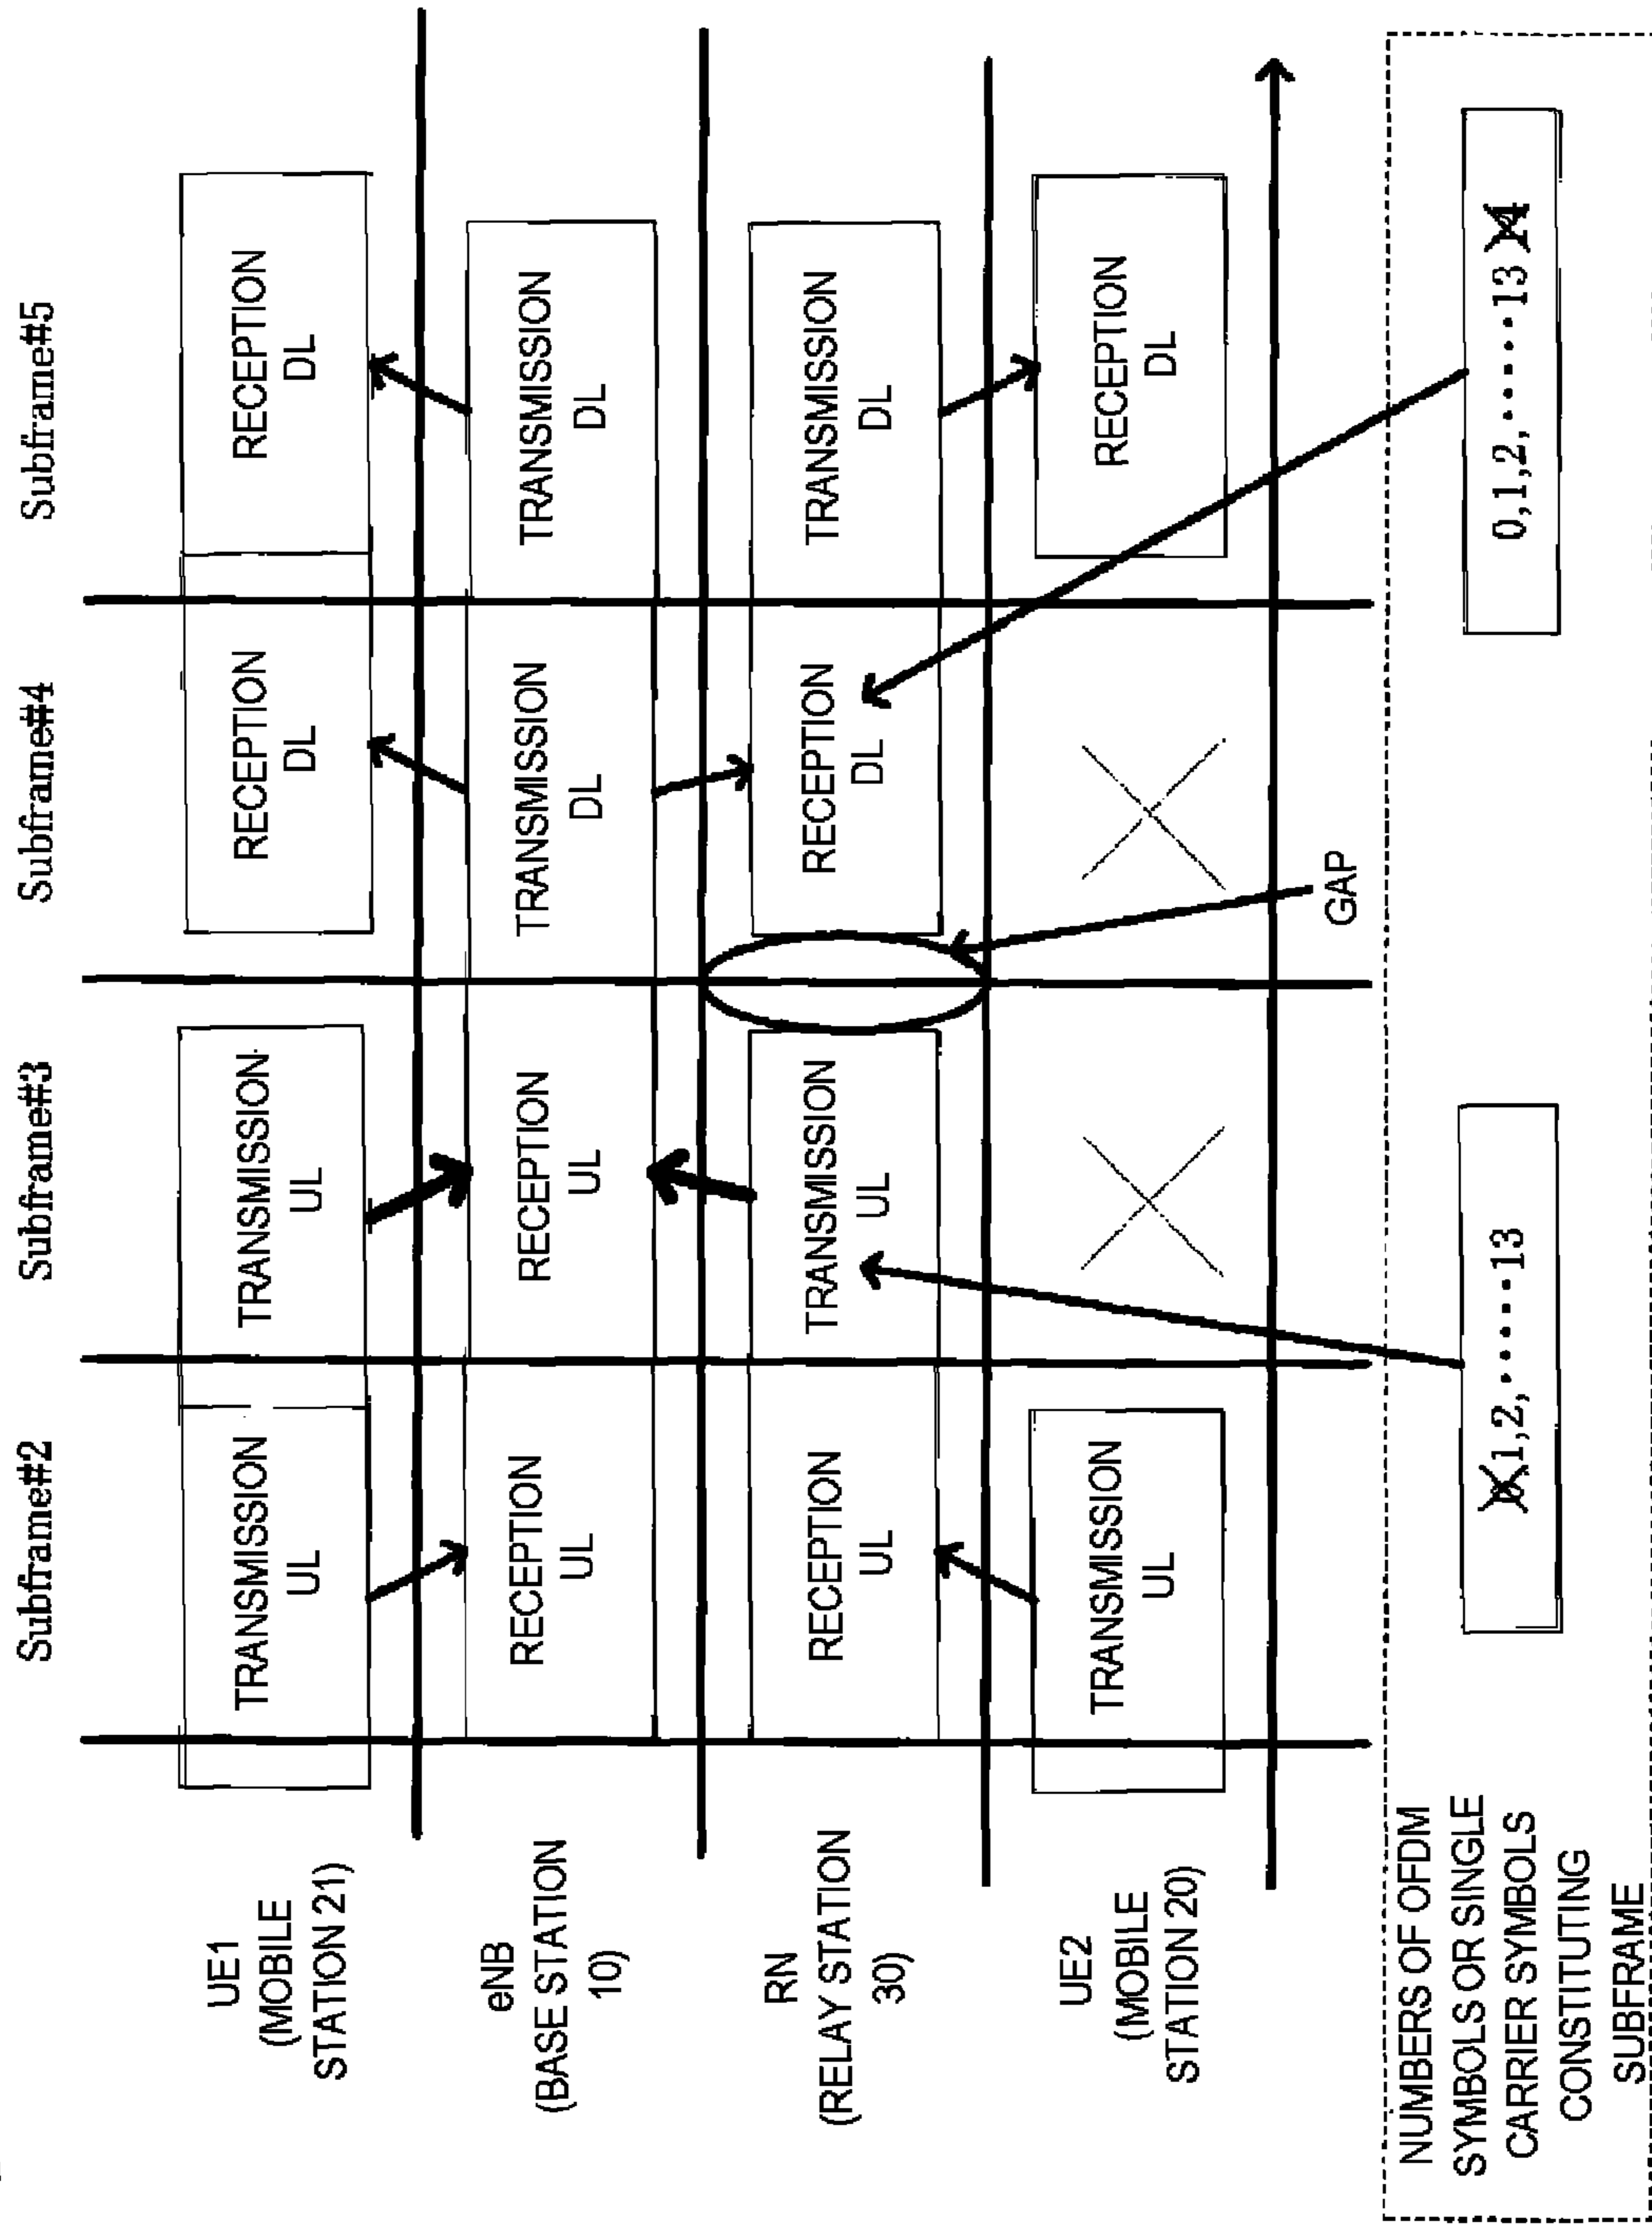 Subframe#2
Subframe#3
Subframe#4
Subframe#5
UE1
(MOBILE
STATION 21)
TRANSMISSION
UL
TRANSMISSION
UL
RECEPTION
DL
RECEPTION
DL
eNB
(BASE STATION
10)
RECEPTION
UL
RECEPTION
UL
TRANSMISSION
DL
TRANSMISSION
DL
RN
(RELAY STATION
30)
RECEPTION
UL
TRANSMISSION
UL
RECEPTION
DL
TRANSMISSION
DL
UE2
(MOBILE
STATION 20)
TRANSMISSION
UL
RECEPTION
DL
GAP
NUMBERS OF OFDM
SYMBOLS OR SINGLE
CARRIER SYMBOLS
CONSTITUTING
SUBFRAME
1,2,·····13
0,1,2,·····13 14